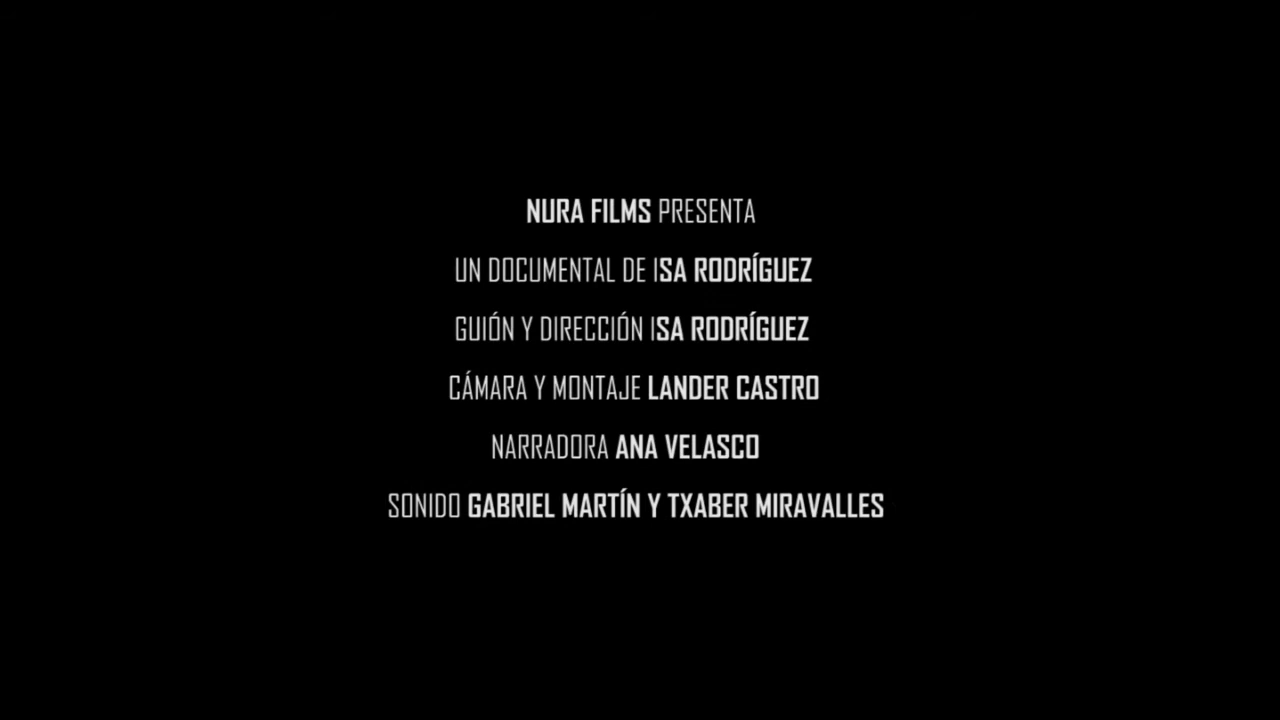 NURA FILMS PRESENTA
UN DOCUMENTAL DE ISA RODRÍGUEZ
GUIÓN Y DIRECCIÓN ISA RODRÍGUEZ
CÁMARA Y MONTAJE LANDER CASTRO
NARRADORA ANA VELASCO
SONIDO GABRIEL MARTÍN Y TXABER MIRAVALLES